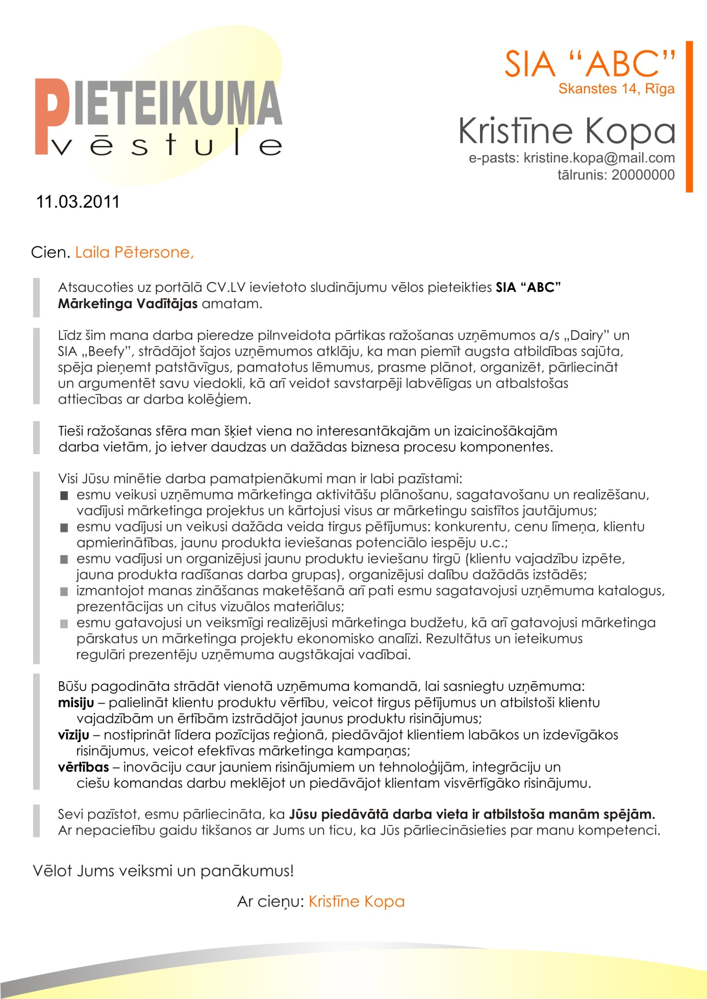 PIETEIKUMA
vēstule
SIA “ABC”
Skanstes 14, Rīga
Kristīne Kopa
e-pasts: kristine.kopa@mail.com
tālrunis: 20000000
11.03.2011
Cien. Laila Pētersone,
Atsaucoties uz portālā CV.LV ievietoto sludinājumu vēlos pieteikties SIA “ABC”
Mārketinga Vadītājas amatam.
Līdz šim mana darba pieredze pilnveidota pārtikas ražošanas uzņēmumos a/s „Dairy” un
SIA „Beefy”, strādājot šajos uzņēmumos atklāju, ka man piemīt augsta atbildības sajūta,
spēja pieņemt patstāvīgus, pamatotus lēmumus, prasme plānot, organizēt, pārliecināt
un argumentēt savu viedokli, kā arī veidot savstarpēji labvēlīgas un atbalstošas
attiecības ar darba kolēģiem.
Tieši ražošanas sfēra man šķiet viena no interesantākajām un izaicinošākajām
darba vietām, jo ietver daudzas un dažādas biznesa procesu komponentes.
Visi Jūsu minētie darba pamatpienākumi man ir labi pazīstami:
■ esmu veikusi uzņēmuma mārketinga aktivitāšu plānošanu, sagatavošanu un realizēšanu,
vadījusi mārketinga projektus un kārtojusi visus ar mārketingu saistītos jautājumus;
■ esmu vadījusi un veikusi dažāda veida tirgus pētījumus: konkurentu, cenu līmeņa, klientu
apmierinātības, jaunu produkta ieviešanas potenciālo iespēju u.c.;
■ esmu vadījusi un organizējusi jaunu produktu ieviešanu tirgū (klientu vajadzību izpēte,
jauna produkta radīšanas darba grupas), organizējusi dalību dažādās izstādēs;
■ izmantojot manas zināšanas maketēšanā arī pati esmu sagatavojusi uzņēmuma katalogus,
prezentācijas un citus vizuālos materiālus;
■ esmu gatavojusi un veiksmīgi realizējusi mārketinga budžetu, kā arī gatavojusi mārketinga
pārskatus un mārketinga projektu ekonomisko analīzi. Rezultātus un ieteikumus
regulāri prezentēju uzņēmuma augstākajai vadībai.
Būšu pagodināta strādāt vienotā uzņēmuma komandā, lai sasniegtu uzņēmuma:
misiju – palielināt klientu produktu vērtību, veicot tirgus pētījumus un atbilstoši klientu
vajadzībām un ērtībām izstrādājot jaunus produktu risinājumus;
vīziju – nostiprināt līdera pozīcijas reģionā, piedāvājot klientiem labākos un izdevīgākos
risinājumus, veicot efektīvas mārketinga kampaņas;
vērtības – inovāciju caur jauniem risinājumiem un tehnoloģijām, integrāciju un
ciešu komandas darbu meklējot un piedāvājot klientam visvērtīgāko risinājumu.
Sevi pazīstot, esmu pārliecināta, ka Jūsu piedāvātā darba vieta ir atbilstoša manām spējām.
Ar nepacietību gaidu tikšanos ar Jums un ticu, ka Jūs pārliecināsieties par manu kompetenci.
Vēlot Jums veiksmi un panākumus!
Ar cieņu: Kristīne Kopa